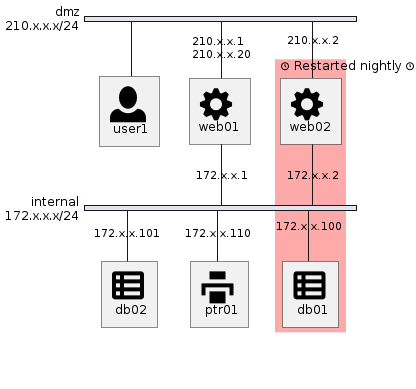 dmz
210.x.x.x/24
210.x.x.1
210.x.x.20
210.x.x.2
Restarted nightly
user1
web01
web02
172.x.x.1
172.x.x.2
internal
172.x.x.x/24
172.x.x.101
172.x.x.110
172.x.x.100
db02
ptr01
db01